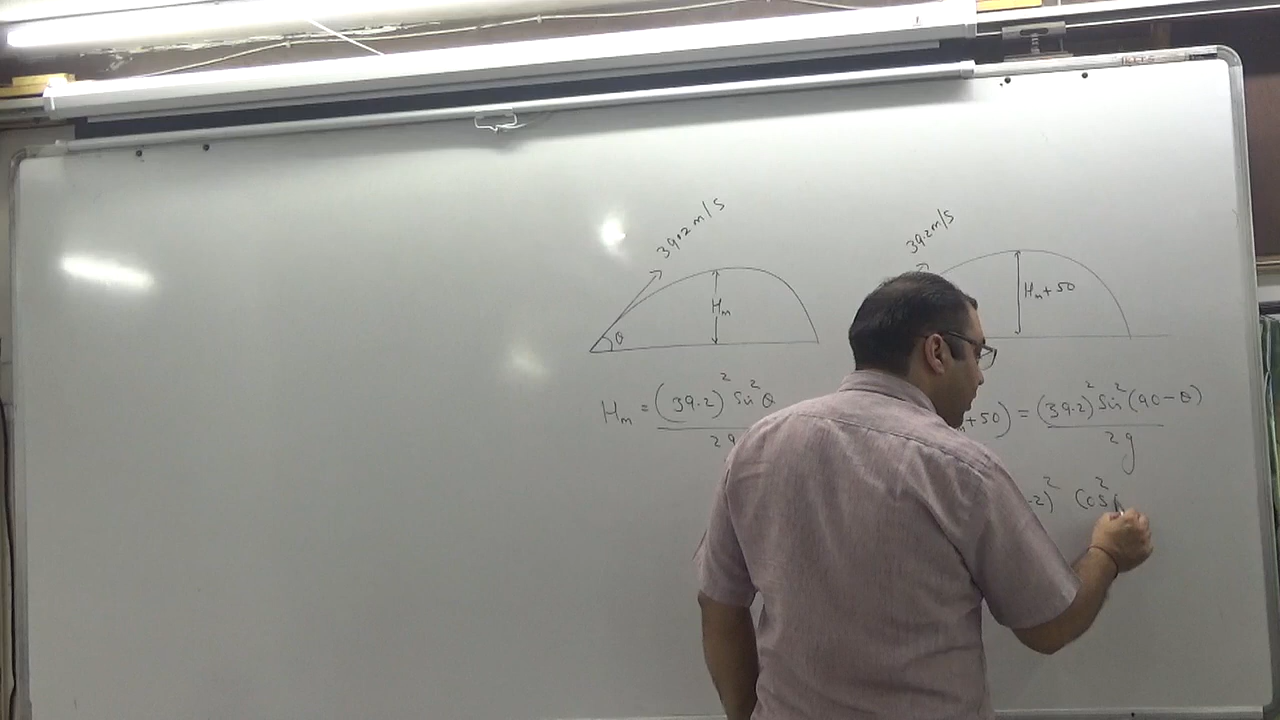 39.2 m/s
θ
Hₘ
Hₘ = (39.2)² Sin² θ
2g
39.2 m/s
Hₘ+50
+50) = (39.2)² Sin² (90 - θ)
2g
2)² Cos²